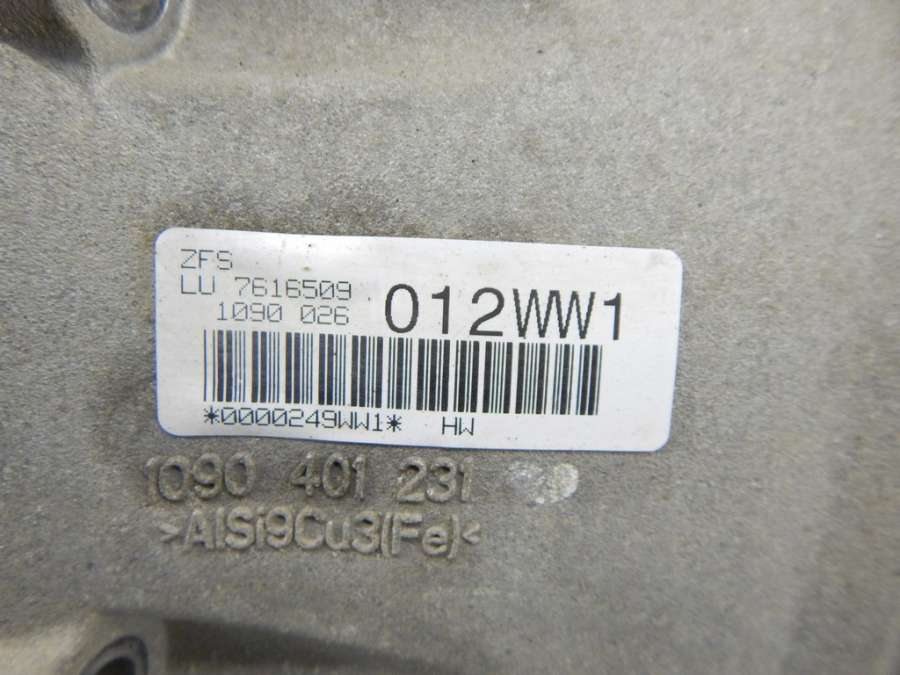 ZFS
LU 7616509
1090 026 012WW1
*0000249WW1* HW
1090 401 231
>AlSi9Cu3(Fe)<